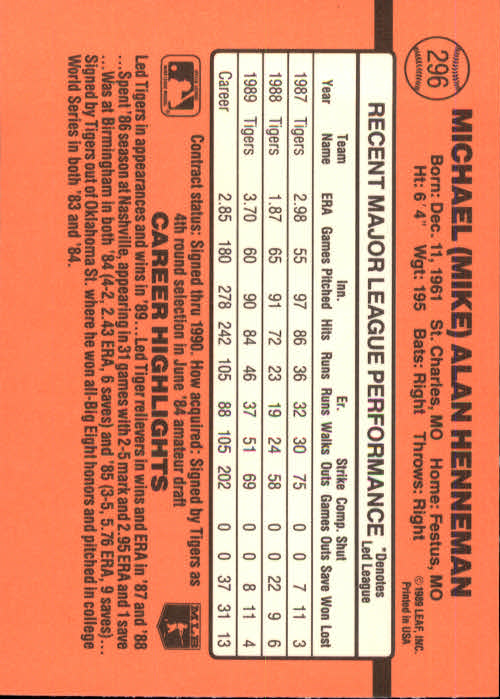 296
MICHAEL (MIKE) ALAN HENNEMAN
Born: Dec. 11, 1961 St. Charles, MO Home: Festus, MO
Ht: 6'4" Wgt: 195 Bats: Right Throws: Right
©1989 LEAF, INC.
Printed in USA
RECENT MAJOR LEAGUE PERFORMANCE
*Denotes
Led League
Team Inn. Er. Strike Comp. Shut
Year Name ERA Games Pitched Hits Runs Runs Walks Outs Games Outs Save Won Lost
1987 Tigers 2.98 55 97 86 36 32 30 75 0 0 7 11 3
1988 Tigers 1.87 65 91 72 23 19 24 58 0 0 22 9 6
1989 Tigers 3.70 60 90 84 46 37 51 69 0 0 8 11 4
Career 2.85 180 278 242 105 88 105 202 0 0 37 31 13
Contract status: Signed thru 1990. How acquired: Signed by Tigers as
4th round selection in June '84 amateur draft
CAREER HIGHLIGHTS
MLB
Led Tigers in appearances and wins in '89...Led Tiger relievers in wins and ERA in '87 and '88
...Spent '86 season at Nashville, appearing in 31 games with 2-5 mark and 2.95 ERA and 1 save
...Was at Birmingham in both '84 (4-2, 2.43 ERA, 6 saves) and '85 (3-5, 5.76 ERA, 9 saves)...
Signed by Tigers out of Oklahoma St. where he won all-Big Eight honors and pitched in college
World Series in both '83 and '84.